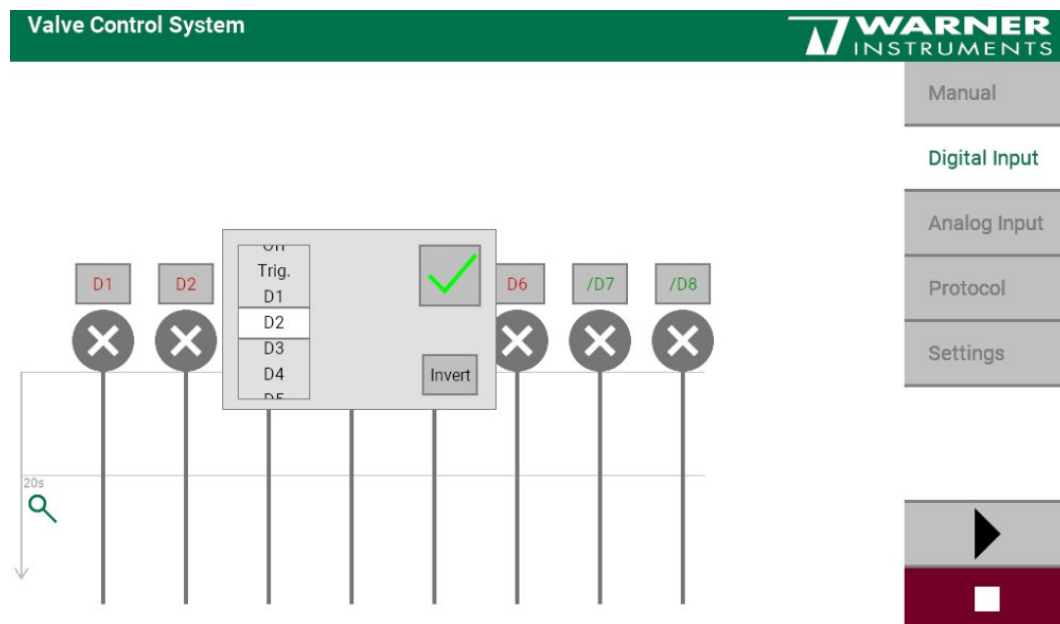 Valve Control System
WARNER
INSTRUMENTS
Manual
Digital Input
Analog Input
Protocol
Settings
D1
D2
Trig.
D1
D2
D3
D4
Invert
D6
/D7
/D8
20s